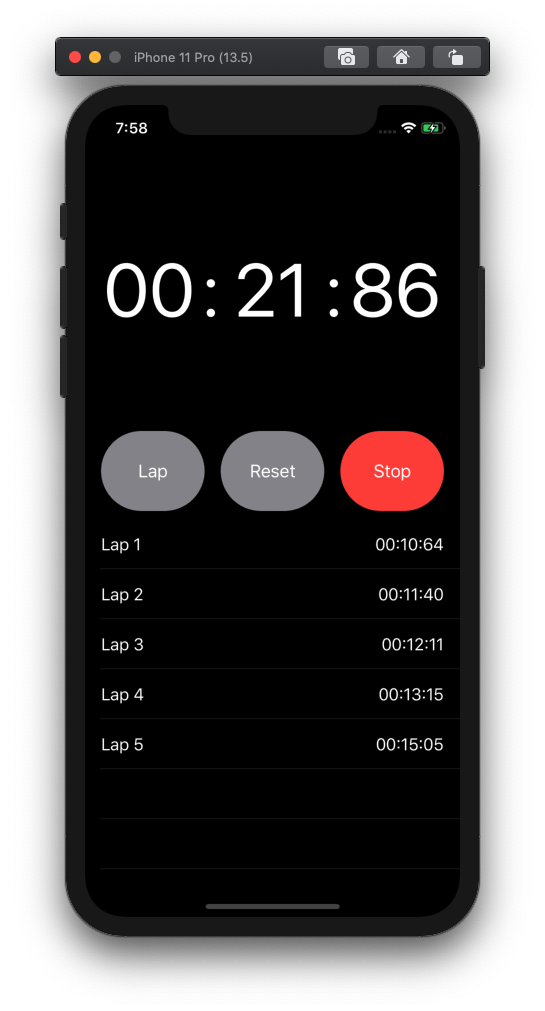 iPhone 11 Pro (13.5)
7:58
00:21:86
Lap Reset Stop
Lap 1 00:10:64
Lap 2 00:11:40
Lap 3 00:12:11
Lap 4 00:13:15
Lap 5 00:15:05